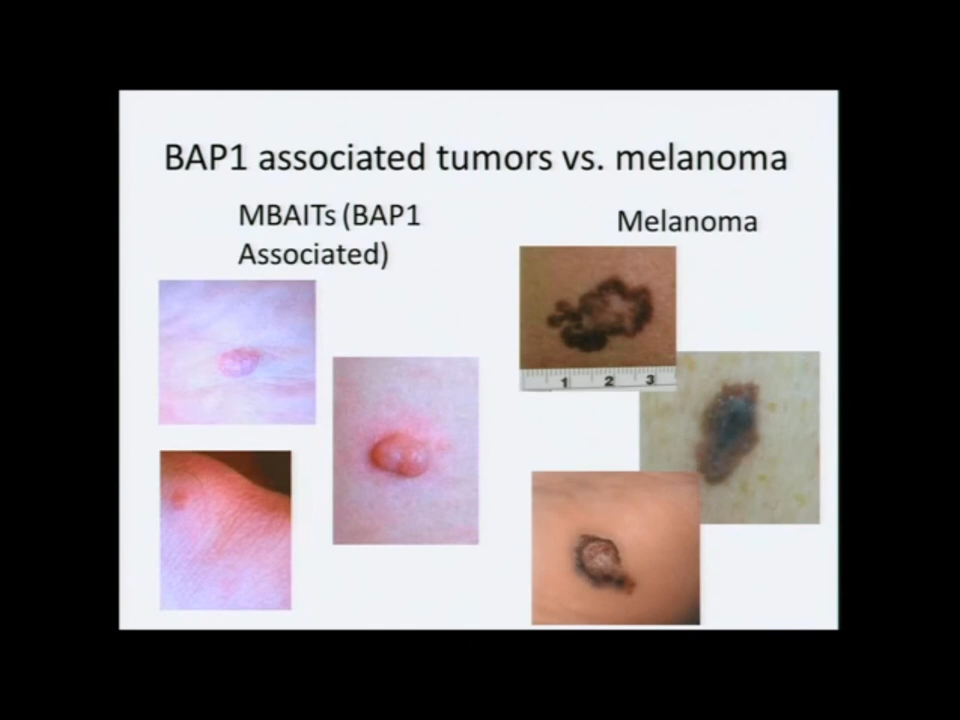 BAP1 associated tumors vs. melanoma
MBAITs (BAP1
Associated)
Melanoma
1 2 3